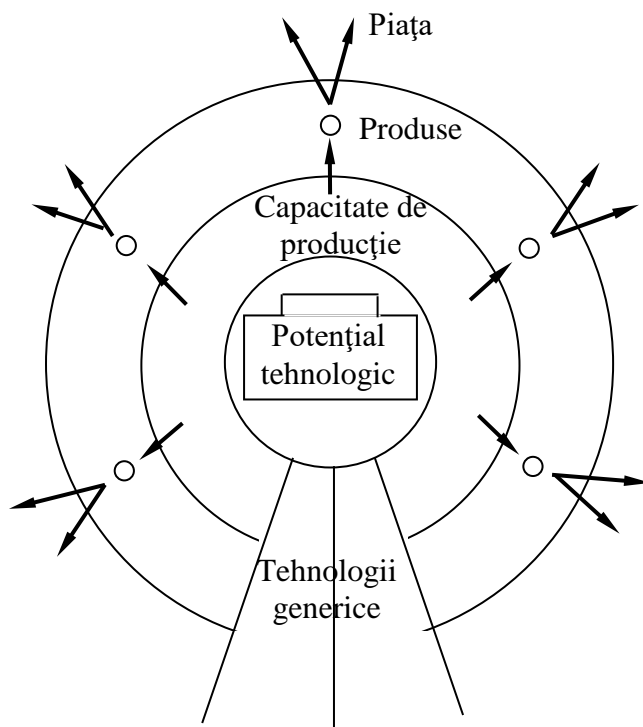 Piaţa
Produse
Capacitate de
producţie
Potenţial
tehnologic
Tehnologii
generice